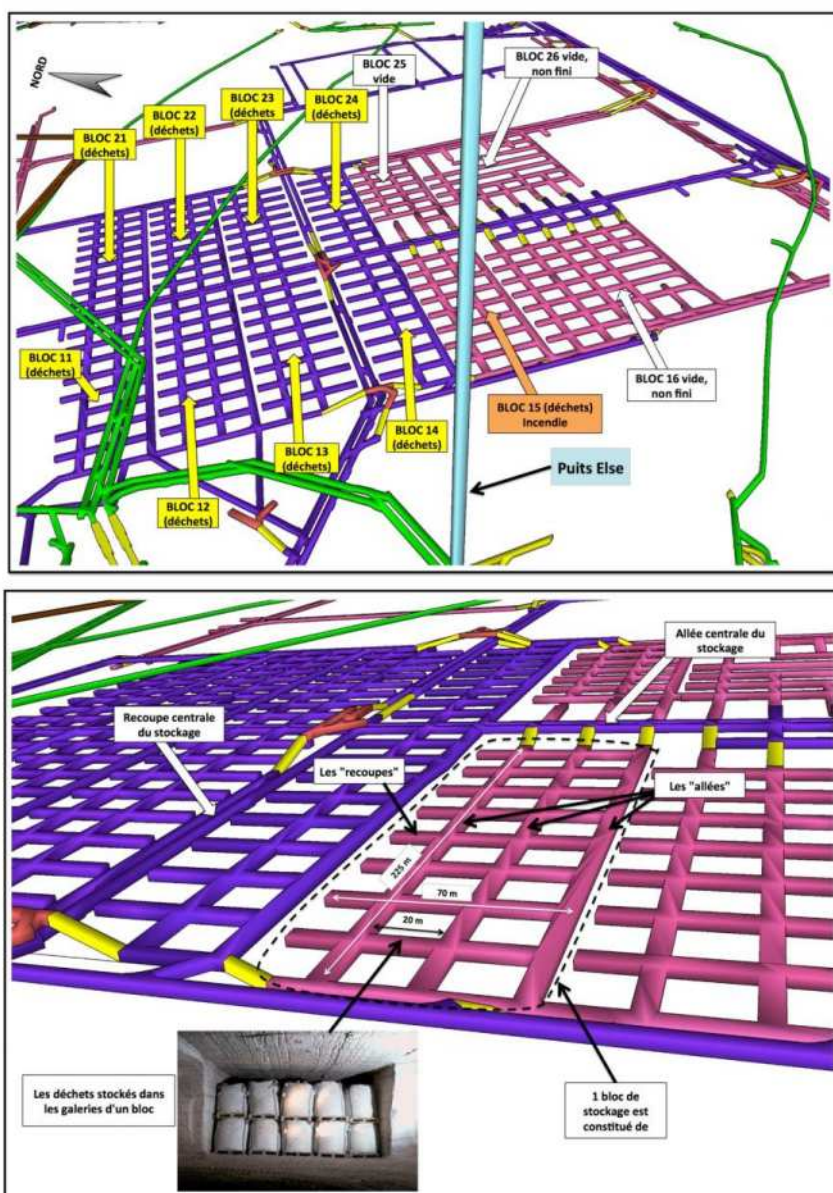 NORD
BLOC 25
vide
BLOC 26 vide,
non fini
BLOC 23
(déchets
BLOC 24
(déchets)
BLOC 22
(déchets)
BLOC 21
(déchets)
BLOC 11
(déchets)
BLOC 16 vide,
non fini
BLOC 15 (déchets)
Incendie
BLOC 14
(déchets)
BLOC 13
(déchets)
Puits Else
BLOC 12
(déchets)
Allée centrale du
stockage
Recoupe centrale
du stockage
Les "recoupes"
Les "allées"
225 m
70 m
20 m
Les déchets stockés dans
les galeries d'un bloc
1 bloc de
stockage est
constitué de